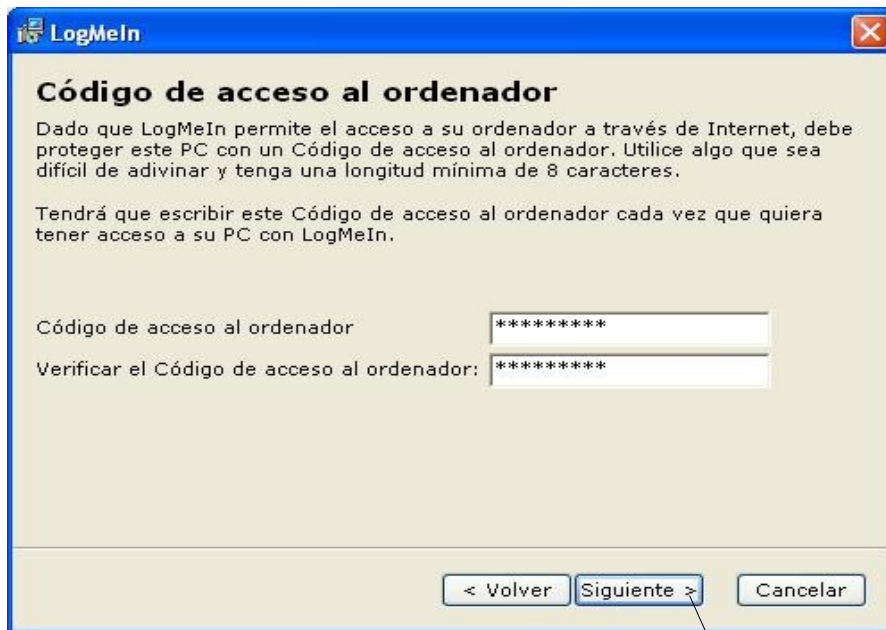 LogMeIn
Código de acceso al ordenador
Dado que LogMeIn permite el acceso a su ordenador a través de Internet, debe
proteger este PC con un Código de acceso al ordenador. Utilice algo que sea
difícil de adivinar y tenga una longitud mínima de 8 caracteres.
Tendrá que escribir este Código de acceso al ordenador cada vez que quiera
tener acceso a su PC con LogMeIn.
Código de acceso al ordenador *********
Verificar el Código de acceso al ordenador: *********
< Volver Siguiente > Cancelar